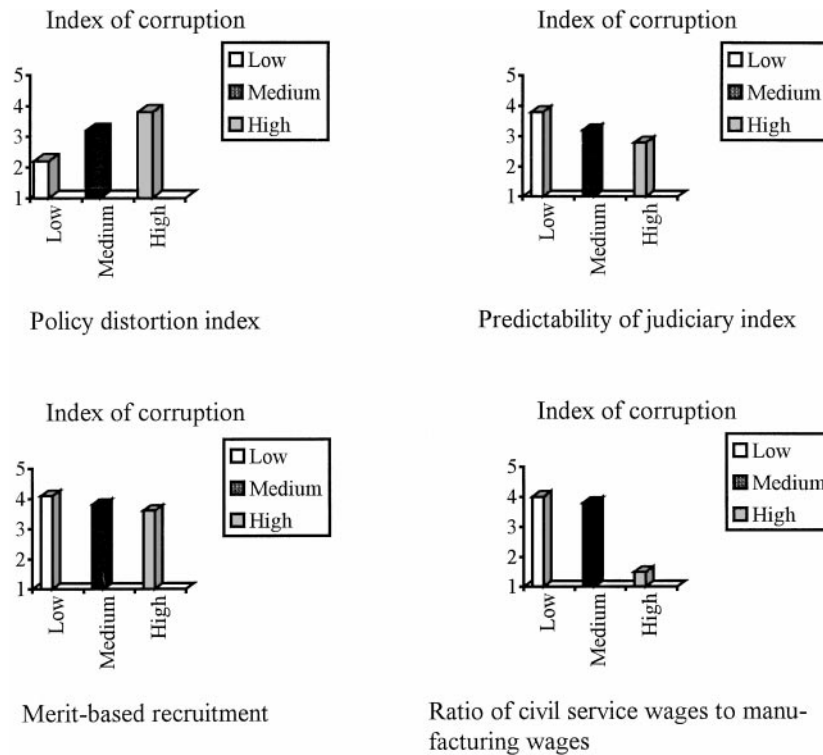 Index of corruption
Low
Medium
High
5
4
3
2
1
Low
Medium
High
Policy distortion index
Index of corruption
Low
Medium
High
5
4
3
2
1
Low
Medium
High
Predictability of judiciary index
Index of corruption
Low
Medium
High
5
4
3
2
1
Low
Medium
High
Merit-based recruitment
Index of corruption
Low
Medium
High
5
4
3
2
1
Low
Medium
High
Ratio of civil service wages to manu-
facturing wages